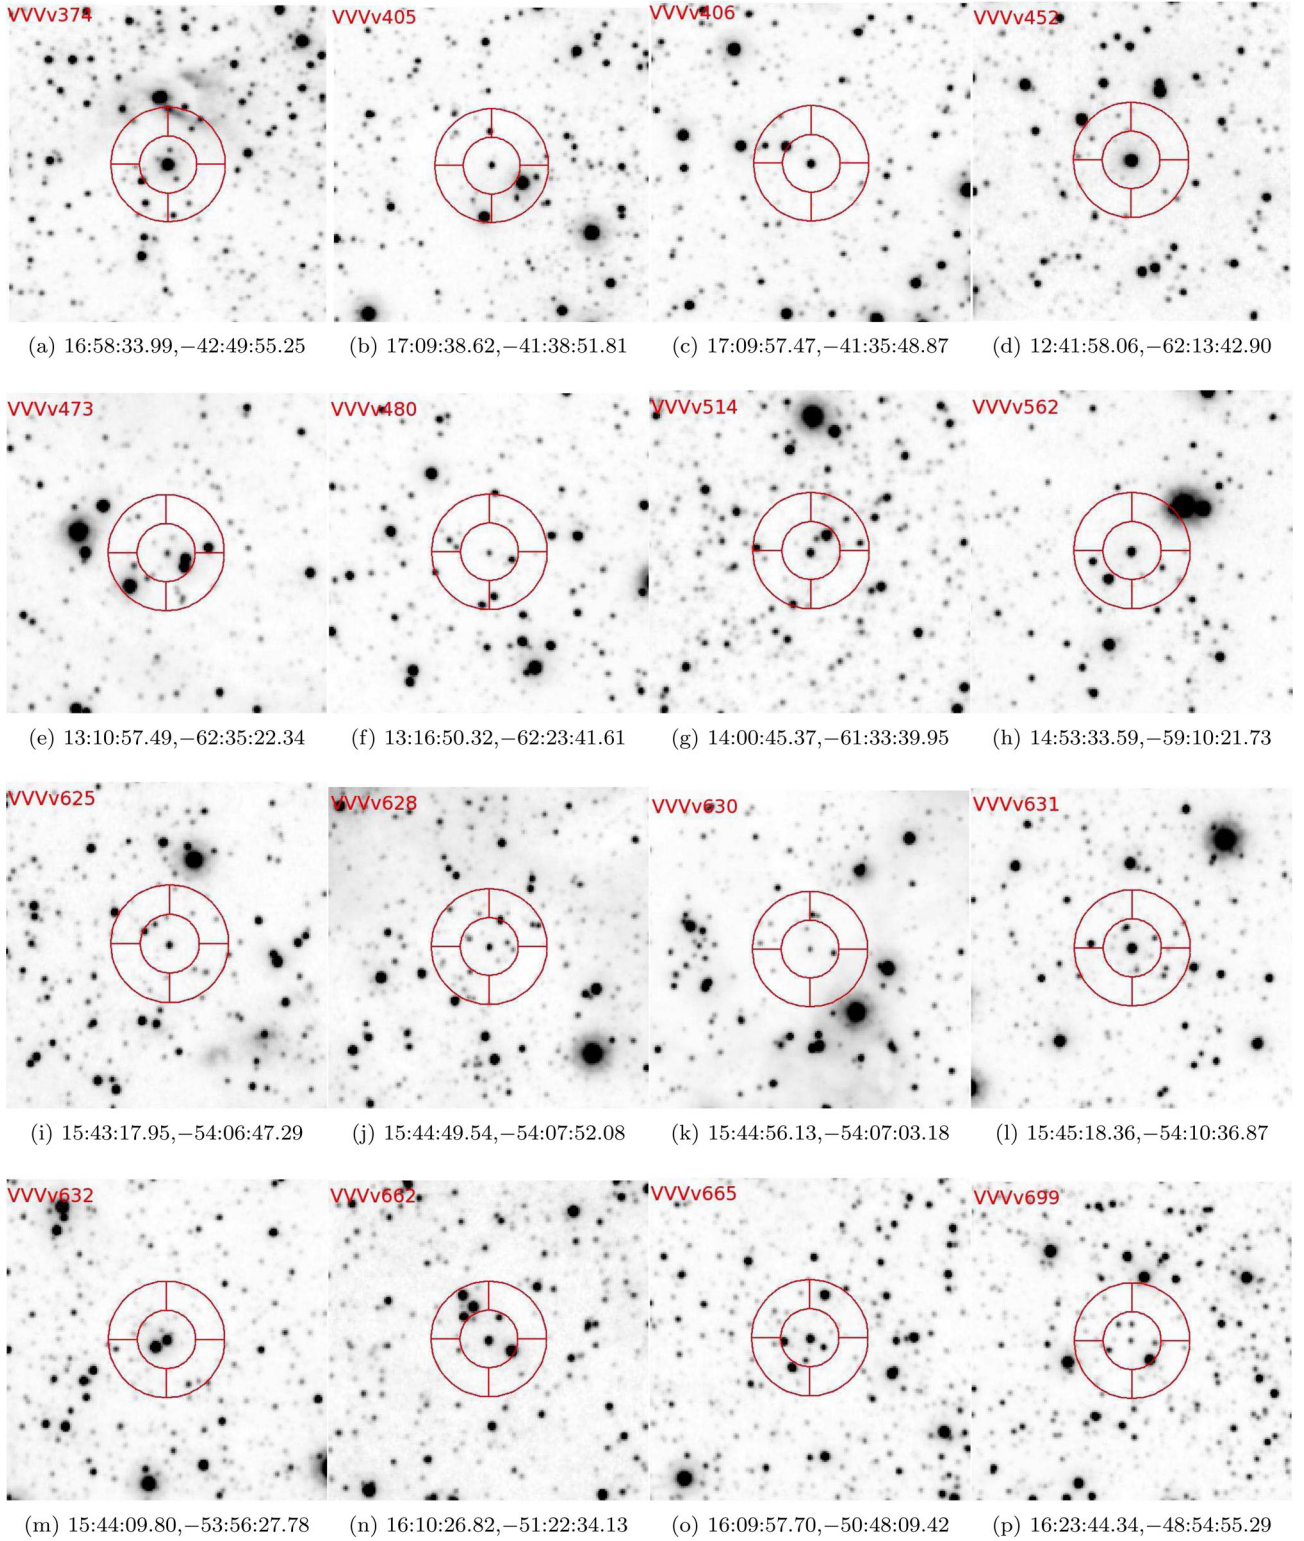 VVVv374 VVVv405 VVVv406 VVVv452
(a) 16:58:33.99,−42:49:55.25 (b) 17:09:38.62,−41:38:51.81 (c) 17:09:57.47,−41:35:48.87 (d) 12:41:58.06,−62:13:42.90
VVVv473 VVVv480 VVVv514 VVVv562
(e) 13:10:57.49,−62:35:22.34 (f) 13:16:50.32,−62:23:41.61 (g) 14:00:45.37,−61:33:39.95 (h) 14:53:33.59,−59:10:21.73
VVVv625 VVVv628 VVVv630 VVVv631
(i) 15:43:17.95,−54:06:47.29 (j) 15:44:49.54,−54:07:52.08 (k) 15:44:56.13,−54:07:03.18 (l) 15:45:18.36,−54:10:36.87
VVVv632 VVVv662 VVVv665 VVVv699
(m) 15:44:09.80,−53:56:27.78 (n) 16:10:26.82,−51:22:34.13 (o) 16:09:57.70,−50:48:09.42 (p) 16:23:44.34,−48:54:55.29